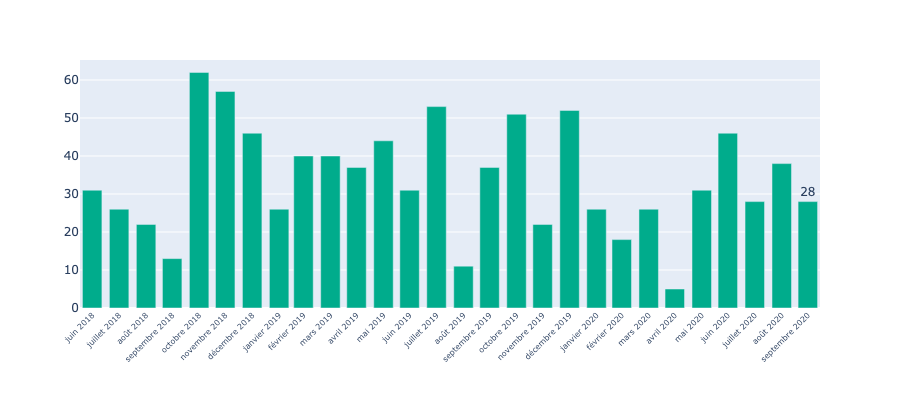 60
50
40
30
20
10
0
28
juin 2018
juillet 2018
août 2018
septembre 2018
octobre 2018
novembre 2018
décembre 2018
janvier 2019
février 2019
mars 2019
avril 2019
mai 2019
juin 2019
juillet 2019
août 2019
septembre 2019
octobre 2019
novembre 2019
décembre 2019
janvier 2020
février 2020
mars 2020
avril 2020
mai 2020
juin 2020
juillet 2020
août 2020
septembre 2020